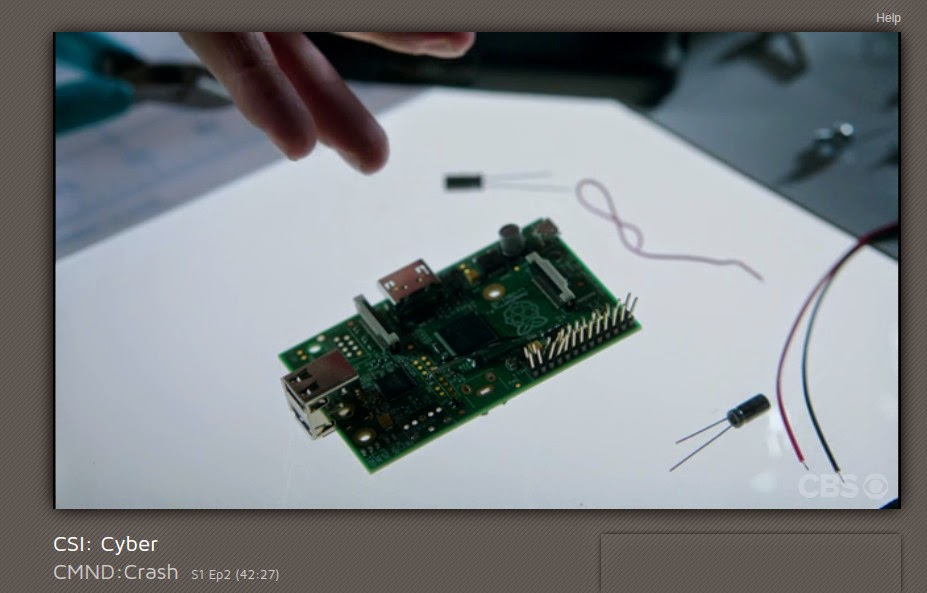 Help
CBS
CSI: Cyber
CMND:Crash S1 Ep2 (42:27)